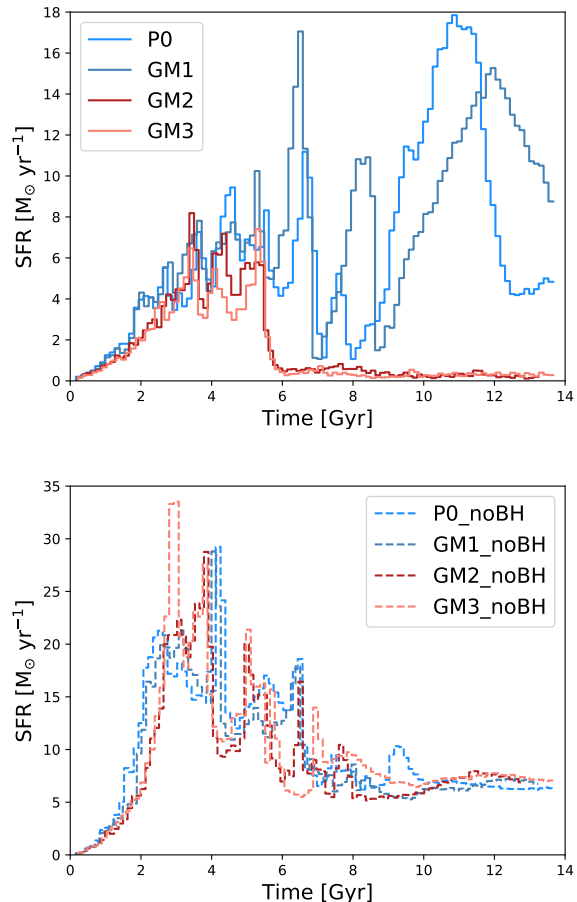 18
16
14
12
10
8
6
4
2
0
SFR [M⊙ yr⁻¹]
P0
GM1
GM2
GM3
0 2 4 6 8 10 12 14
Time [Gyr]
35
30
25
20
15
10
5
0
SFR [M⊙ yr⁻¹]
P0_noBH
GM1_noBH
GM2_noBH
GM3_noBH
0 2 4 6 8 10 12 14
Time [Gyr]